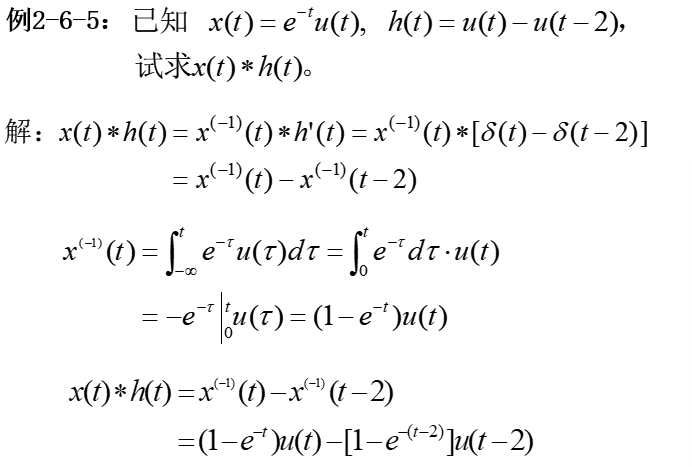 例2-6-5： 已知 x(t) = e^{-t}u(t), h(t) = u(t) − u(t − 2)，
试求x(t) * h(t)。
解：x(t) * h(t) = x^{(−1)}(t) * h'(t) = x^{(−1)}(t) * [δ(t) − δ(t − 2)]
= x^{(−1)}(t) − x^{(−1)}(t − 2)
x^{(−1)}(t) = ∫_{−∞}^{t} e^{−τ}u(τ)dτ = ∫_{0}^{t} e^{−τ}dτ · u(t)
= −e^{−τ}|_{0}^{t}u(τ) = (1 − e^{−t})u(t)
x(t) * h(t) = x^{(−1)}(t) − x^{(−1)}(t − 2)
= (1 − e^{−t})u(t) − [1 − e^{−(t−2)}]u(t − 2)